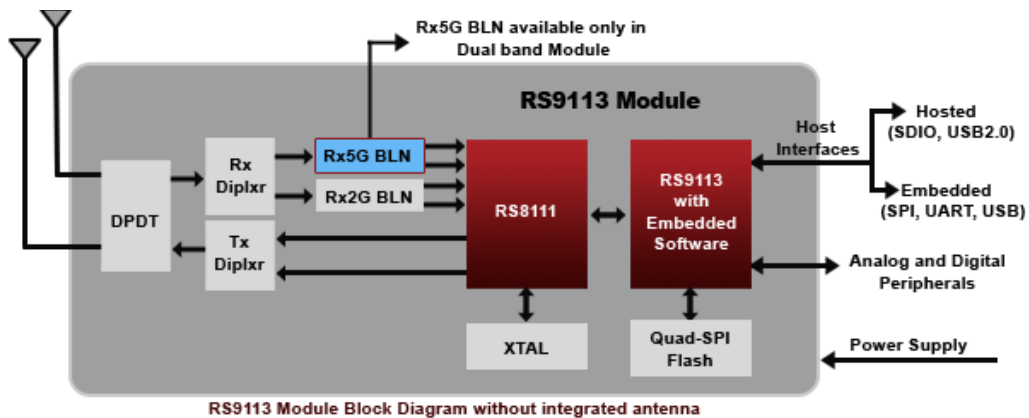 Rx5G BLN available only in
Dual band Module
RS9113 Module
Host
Interfaces
Hosted
(SDIO, USB2.0)
Embedded
(SPI, UART, USB)
DPDT
Rx
Diplxr
Tx
Diplxr
Rx5G BLN
Rx2G BLN
RS8111
RS9113
with
Embedded
Software
Analog and Digital
Peripherals
XTAL
Quad-SPI
Flash
Power Supply
RS9113 Module Block Diagram without integrated antenna